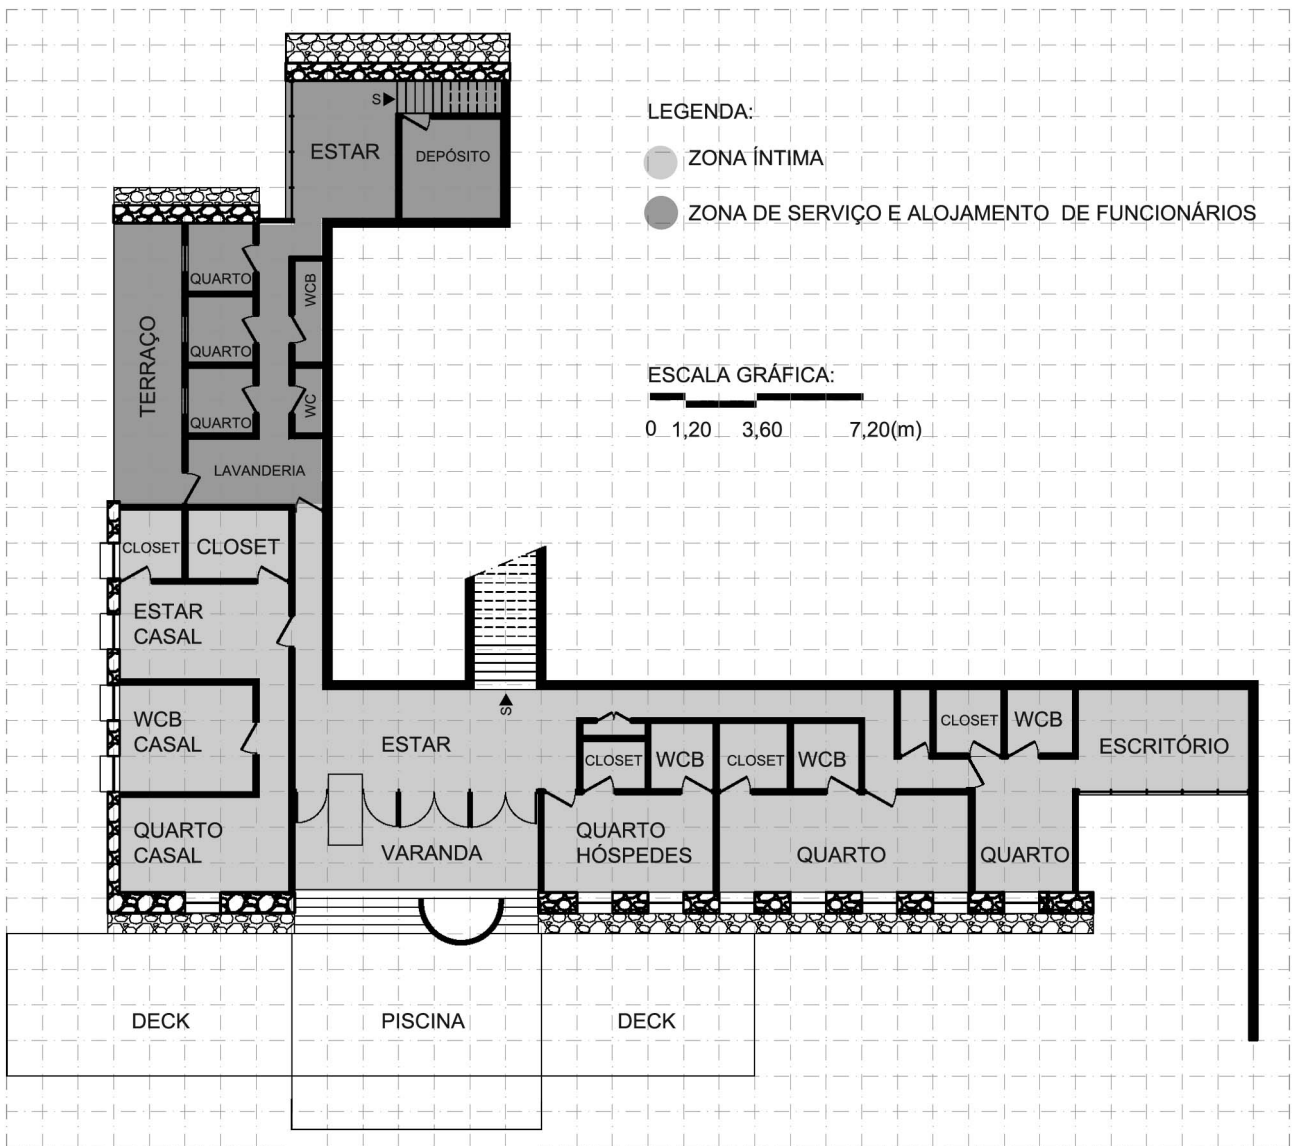 LEGENDA:
ZONA ÍNTIMA
ZONA DE SERVIÇO E ALOJAMENTO DE FUNCIONÁRIOS
S
ESTAR
DEPÓSITO
QUARTO
WCB
TERRAÇO
QUARTO
QUARTO
WC
LAVANDERIA
ESCALA GRÁFICA:
0 1,20 3,60 7,20(m)
CLOSET
CLOSET
ESTAR
CASAL
WCB
CASAL
QUARTO
CASAL
S
ESTAR
VARANDA
CLOSET
WCB
CLOSET
WCB
CLOSET
WCB
ESCRITÓRIO
QUARTO
HÓSPEDES
QUARTO
QUARTO
DECK
PISCINA
DECK